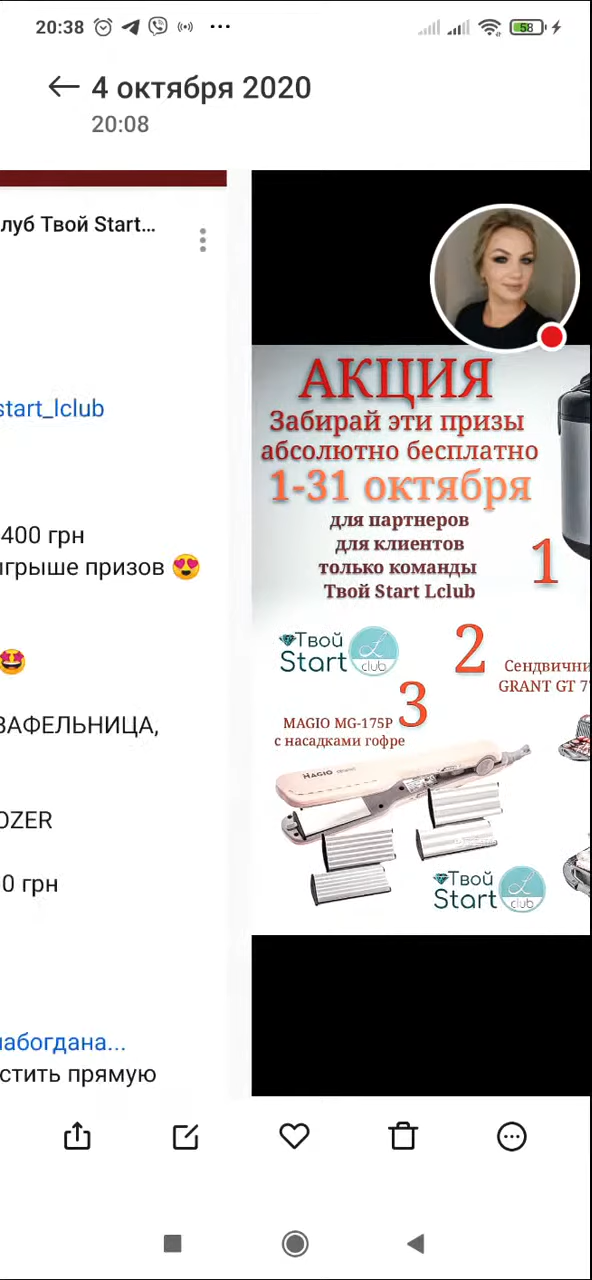 20:38
58
4 октября 2020
20:08
луб Твой Start...
start_lclub
400 грн
игрыше призов 😍
🤩
ВАФЕЛЬНИЦА,
OZER
0 грн
набогдана...
стить прямую
АКЦИЯ
Забирай эти призы
абсолютно бесплатно
1-31 октября
для партнеров
для клиентов
только команды
Твой Start Lclub
1
Твой
Start
L
club
2
Сендвични
GRANT GT 7
3
MAGIO MG-175P
с насадками гофре
MAGIO
Твой
Start
L
club